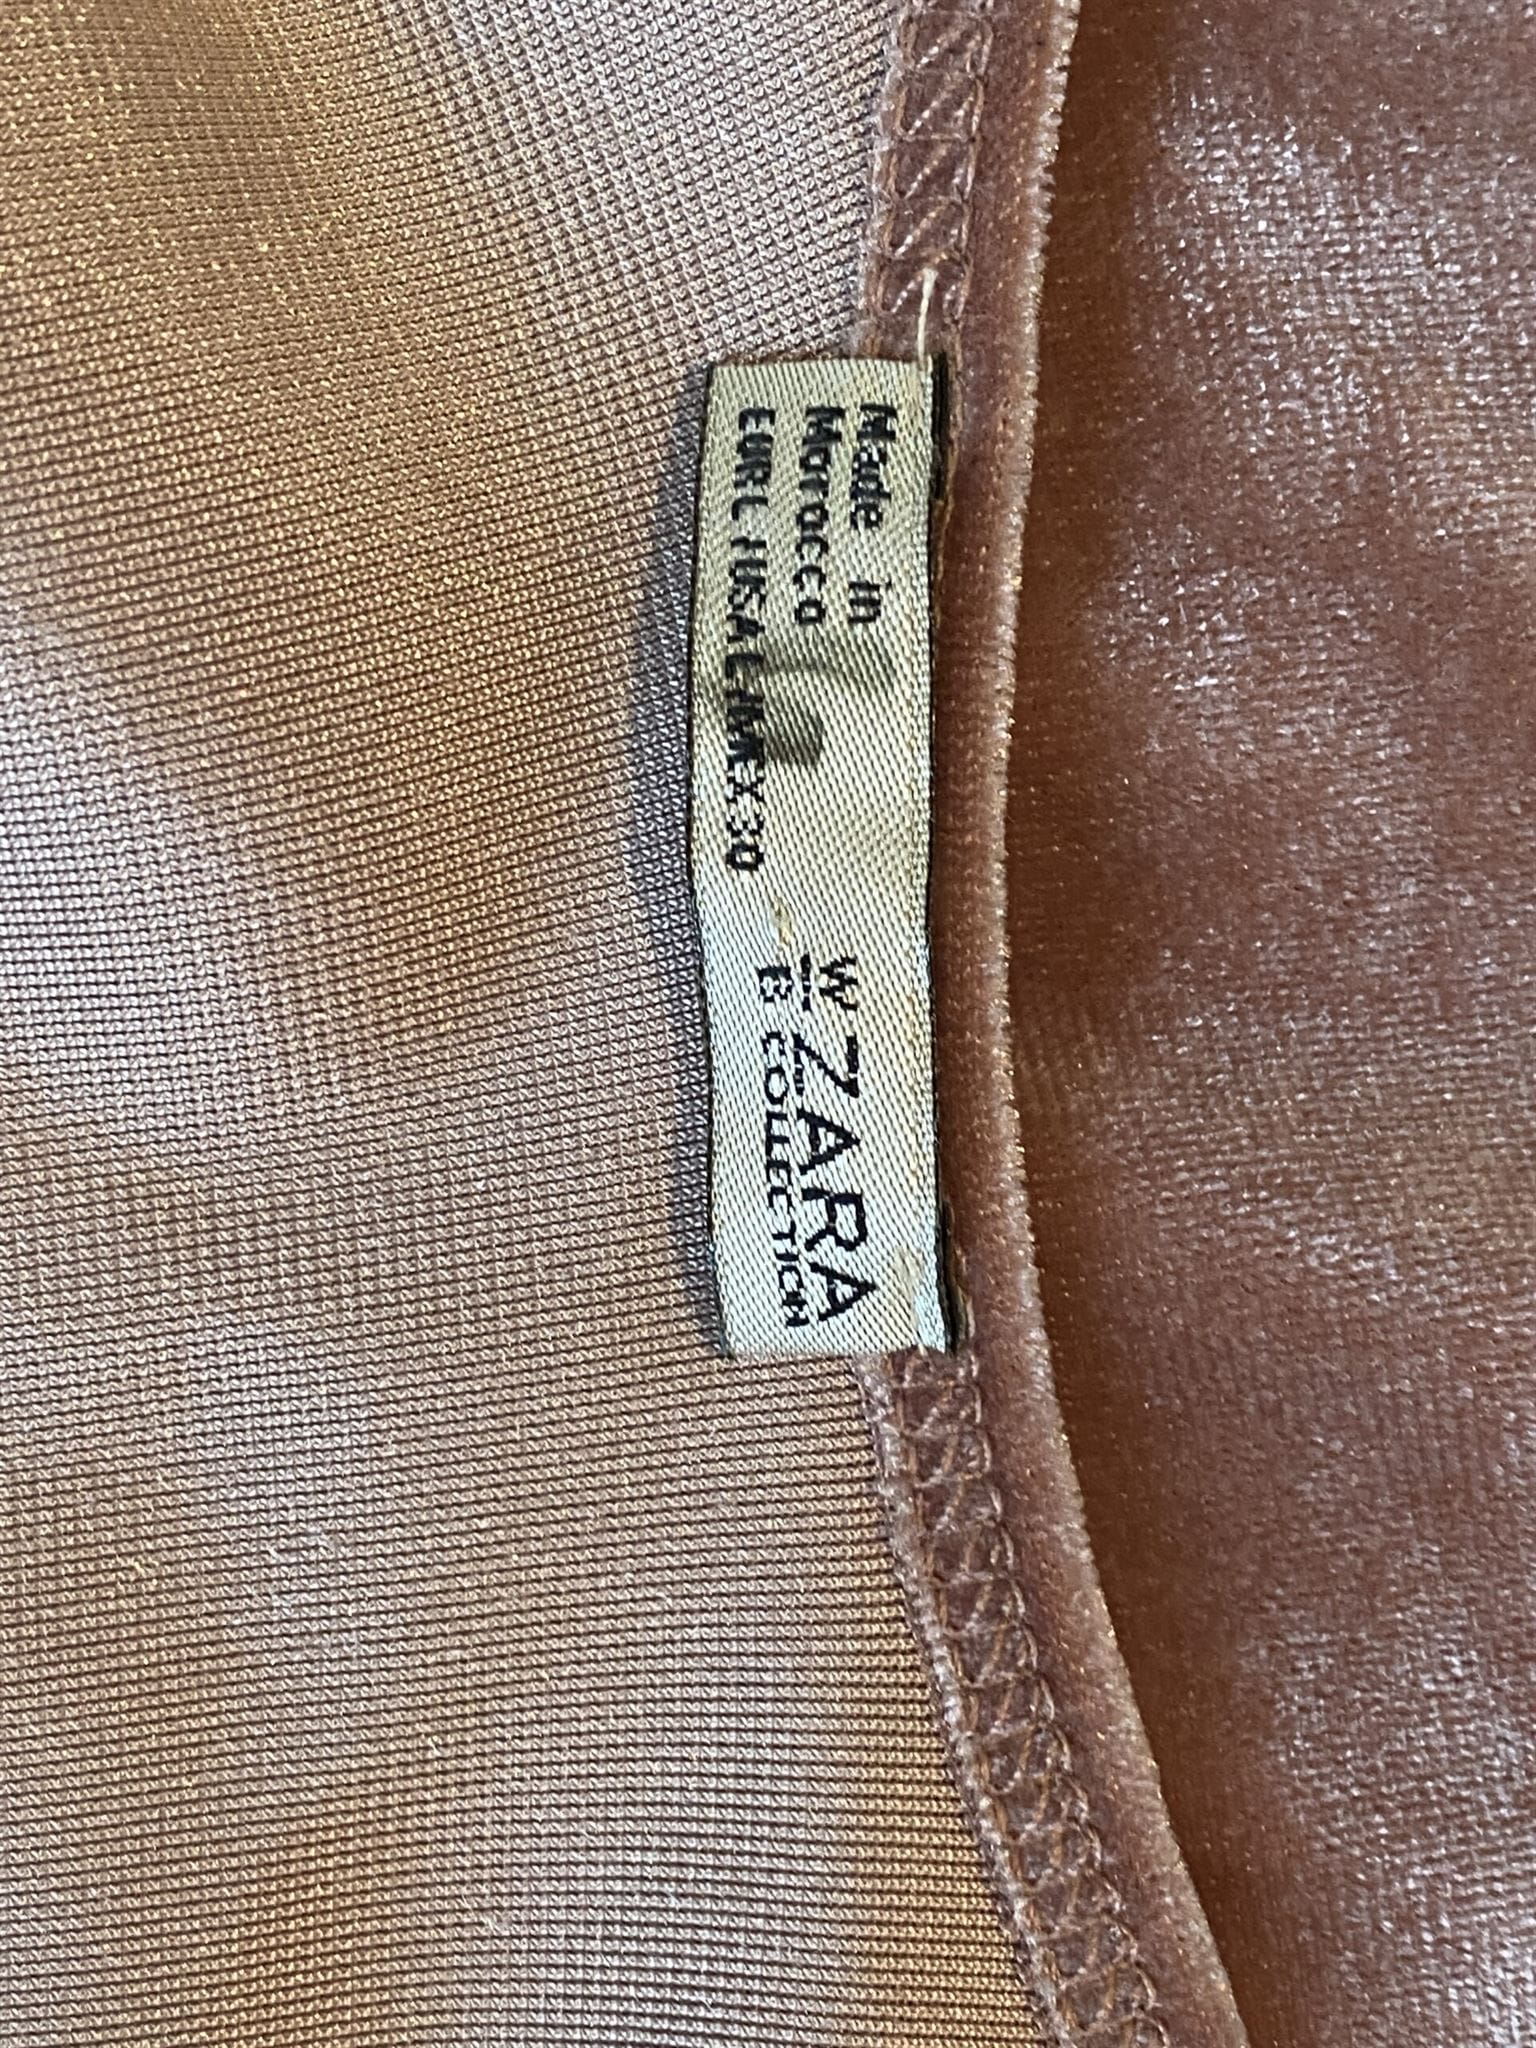 W&B
ZARA
COLLECTION
Made in
Morocco
EUR L / USA L / MEX 30